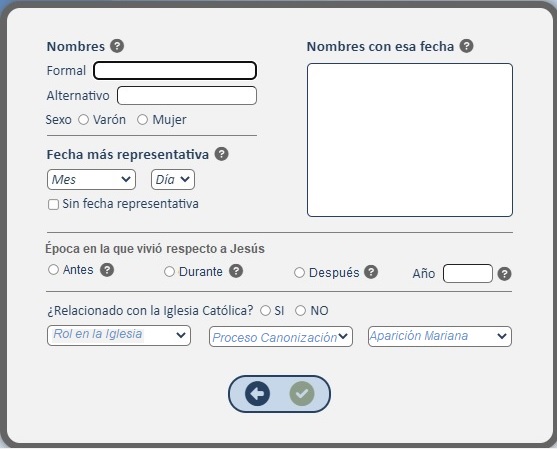 Nombres ?
Formal
Alternativo
Sexo Varón Mujer
Fecha más representativa ?
Mes Día
Sin fecha representativa
Nombres con esa fecha ?
Época en la que vivió respecto a Jesús
Antes ? Durante ? Después ? Año ?
¿Relacionado con la Iglesia Católica? SI NO
Rol en la Iglesia Proceso Canonización Aparición Mariana